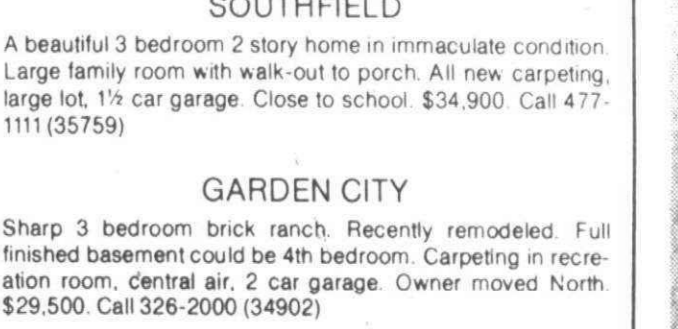 SOUTHFIELD
A beautiful 3 bedroom 2 story home in immaculate condition.
Large family room with walk-out to porch. All new carpeting,
large lot, 1½ car garage. Close to school. $34,900. Call 477-
1111 (35759)
GARDEN CITY
Sharp 3 bedroom brick ranch. Recently remodeled. Full
finished basement could be 4th bedroom. Carpeting in recre-
ation room, central air, 2 car garage. Owner moved North.
$29,500. Call 326-2000 (34902)